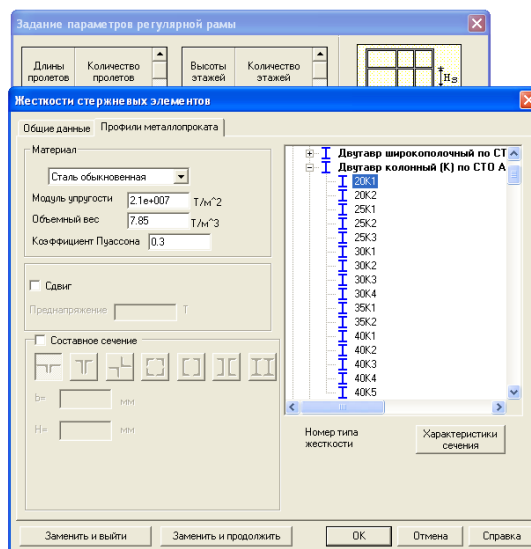 Задание параметров регулярной рамы
Длины пролетов
Количество пролетов
Высоты этажей
Количество этажей
Hs
Жесткости стержневых элементов
Общие данные
Профили металлопроката
Материал
Сталь обыкновенная
Модуль упругости 2.1e+007 Т/м^2
Объемный вес 7.85 Т/м^3
Коэффициент Пуассона 0.3
Сдвиг
Преднапряжение Т
Составное сечение
b= мм
H= мм
Двутавр широкополочный по СТ
Двутавр колонный (К) по СТО А
20К1
20К2
25К1
25К2
25К3
30К1
30К2
30К3
30К4
35К1
35К2
40К1
40К2
40К3
40К4
40К5
Номер типа жесткости
Характеристики сечения
Заменить и выйти
Заменить и продолжить
OK
Отмена
Справка